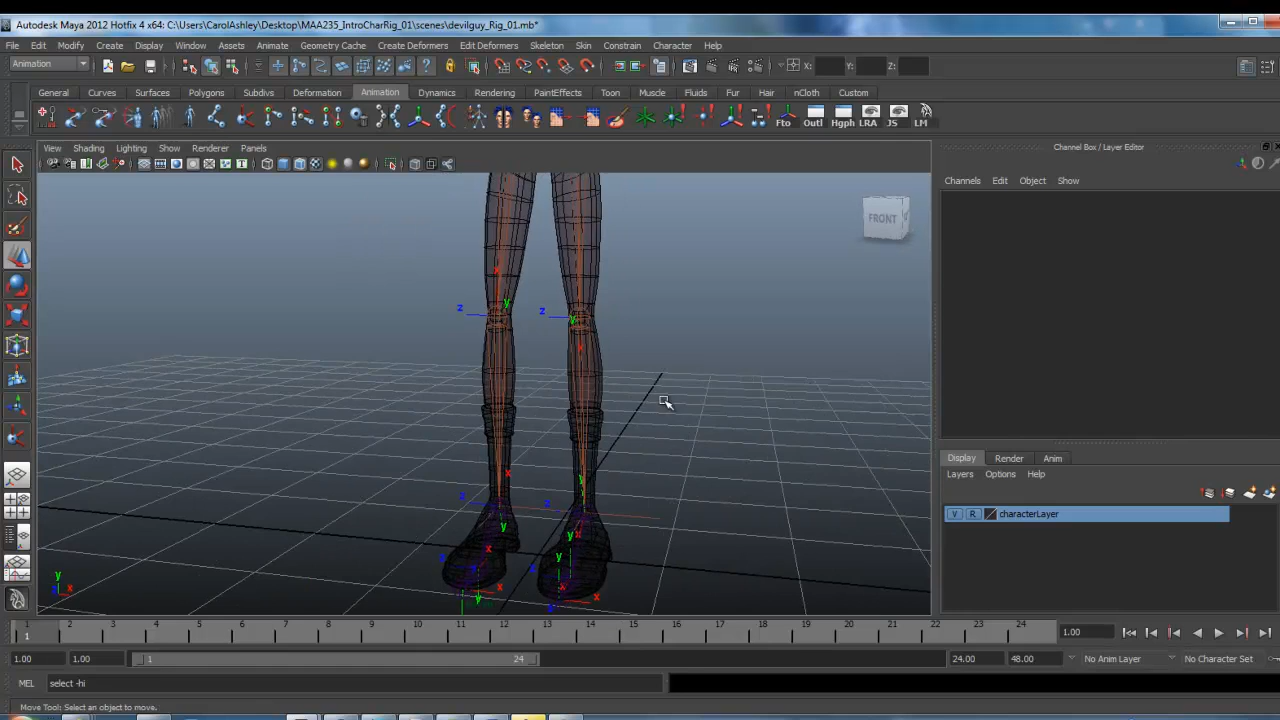 Autodesk Maya 2012 Hotfix 4 x64: C:\Users\CarolAshley\Desktop\MAA235_IntroCharRig_01\scenes\devilguy_Rig_01.mb*
File Edit Modify Create Display Window Assets Animate Geometry Cache Create Deformers Edit Deformers Skeleton Skin Constrain Character Help
Animation X: Y: Z:
General Curves Surfaces Polygons Subdivs Deformation Animation Dynamics Rendering PaintEffects Toon Muscle Fluids Fur Hair nCloth Custom
Fto Outl Hgph LRA JS LM
View Shading Lighting Show Renderer Panels
Channel Box / Layer Editor
Channels Edit Object Show
FRONT
x
y
z
z
y
x
x
y
z
z
y
x
y
x
y
x
x
y
x
z
y
x
Display Render Anim
Layers Options Help
V R characterLayer
1 2 3 4 5 6 7 8 9 10 11 12 13 14 15 16 17 18 19 20 21 22 23 24
1 1.00
1.00 1.00 1 24 24.00 48.00 No Anim Layer No Character Set
MEL select -hi
Move Tool: Select an object to move.